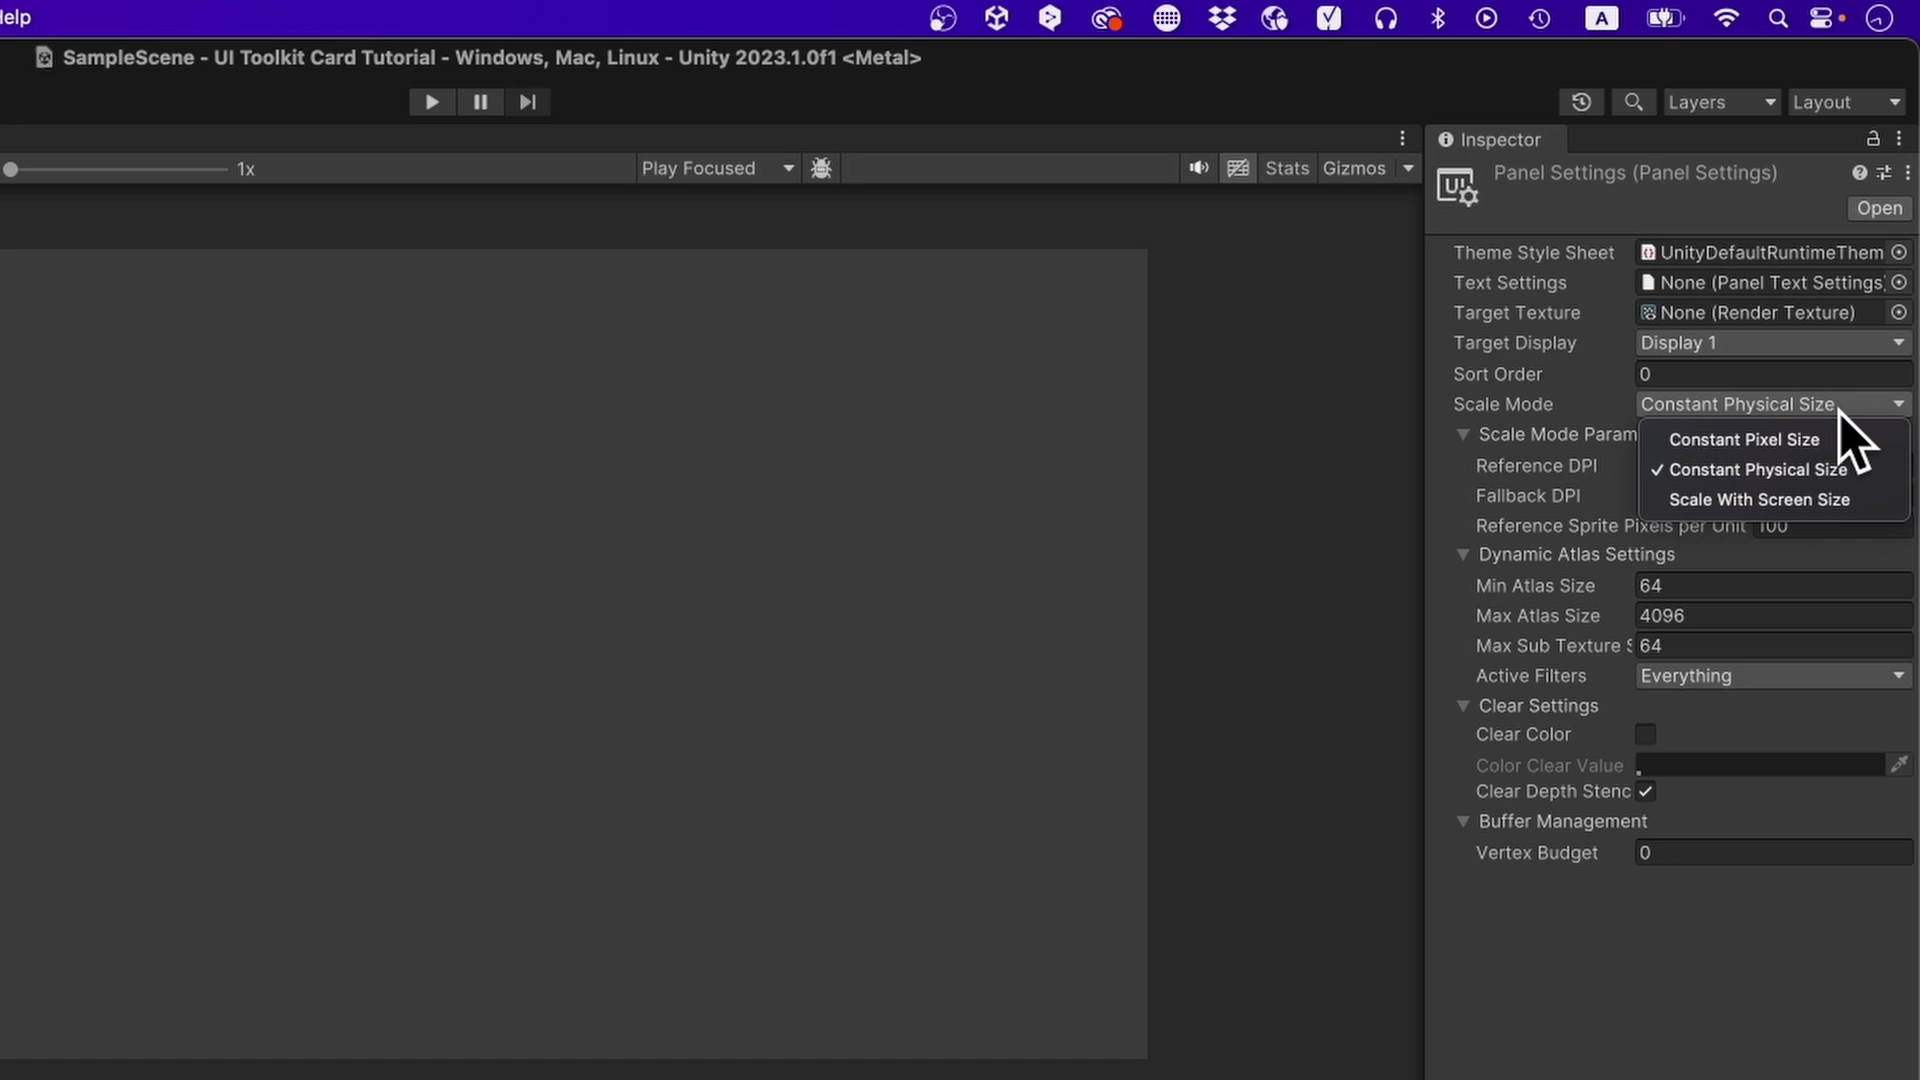 Help
A
SampleScene - UI Toolkit Card Tutorial - Windows, Mac, Linux - Unity 2023.1.0f1 <Metal>
Layers
Layout
Inspector
1x
Play Focused
Stats
Gizmos
UI
Panel Settings (Panel Settings)
Open
Theme Style Sheet
UnityDefaultRuntimeThem
Text Settings
None (Panel Text Settings)
Target Texture
None (Render Texture)
Target Display
Display 1
Sort Order
0
Scale Mode
Constant Physical Size
Scale Mode Param
Constant Pixel Size
Reference DPI
Constant Physical Size
Fallback DPI
Scale With Screen Size
Reference Sprite Pixels per Unit
100
Dynamic Atlas Settings
Min Atlas Size
64
Max Atlas Size
4096
Max Sub Texture S
64
Active Filters
Everything
Clear Settings
Clear Color
Color Clear Value
Clear Depth Stenc
Buffer Management
Vertex Budget
0